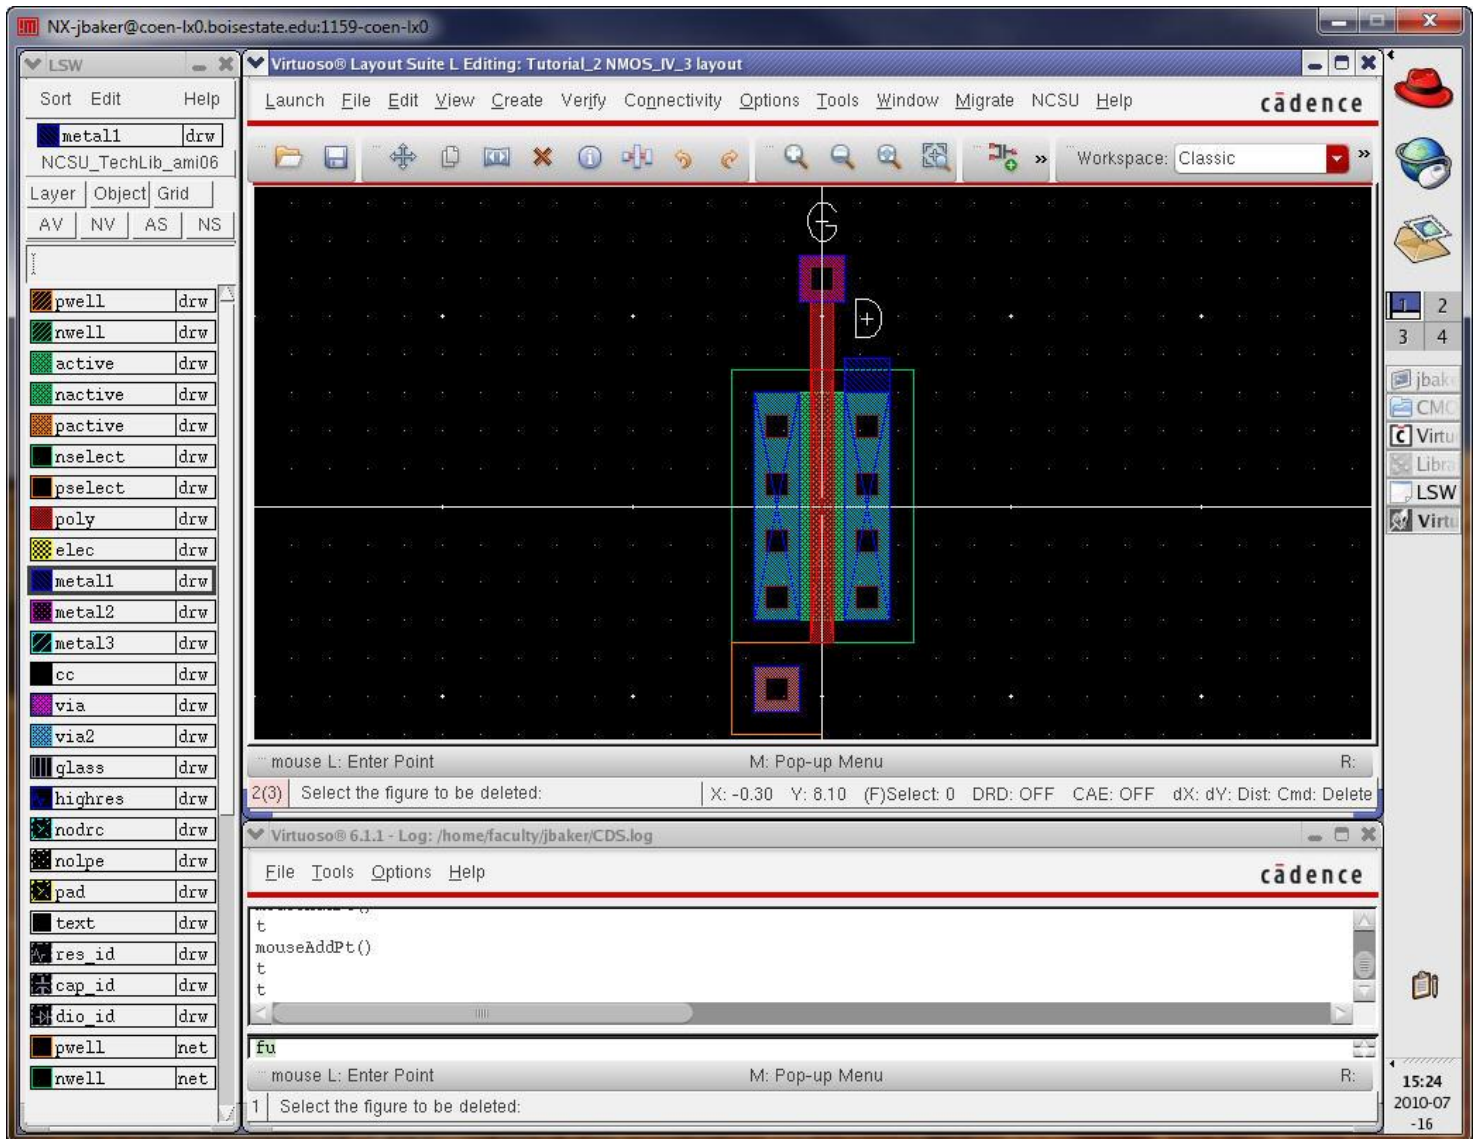 NX-jbaker@coen-lx0.boisestate.edu:1159-coen-lx0
LSW
Sort Edit Help
metal1 drw
NCSU_TechLib_ami06
Layer Object Grid
AV NV AS NS
pwell drw
nwell drw
active drw
nactive drw
pactive drw
nselect drw
pselect drw
poly drw
elec drw
metal1 drw
metal2 drw
metal3 drw
cc drw
via drw
via2 drw
glass drw
highres drw
nodrc drw
nolpe drw
pad drw
text drw
res_id drw
cap_id drw
dio_id drw
pwell net
nwell net
Virtuoso® Layout Suite L Editing: Tutorial_2 NMOS_IV_3 layout
Launch File Edit View Create Verify Connectivity Options Tools Window Migrate NCSU Help cādence
» Workspace: Classic »
G
D
mouse L: Enter Point M: Pop-up Menu R:
2(3) Select the figure to be deleted: X: -0.30 Y: 8.10 (F)Select: 0 DRD: OFF CAE: OFF dX: dY: Dist: Cmd: Delete
Virtuoso® 6.1.1 - Log: /home/faculty/jbaker/CDS.log
File Tools Options Help cādence
t
mouseAddPt()
t
t
fu
mouse L: Enter Point M: Pop-up Menu R:
1 Select the figure to be deleted:
1 2
3 4
jbak
CMC
Virtu
Libra
LSW
Virtu
15:24
2010-07
-16